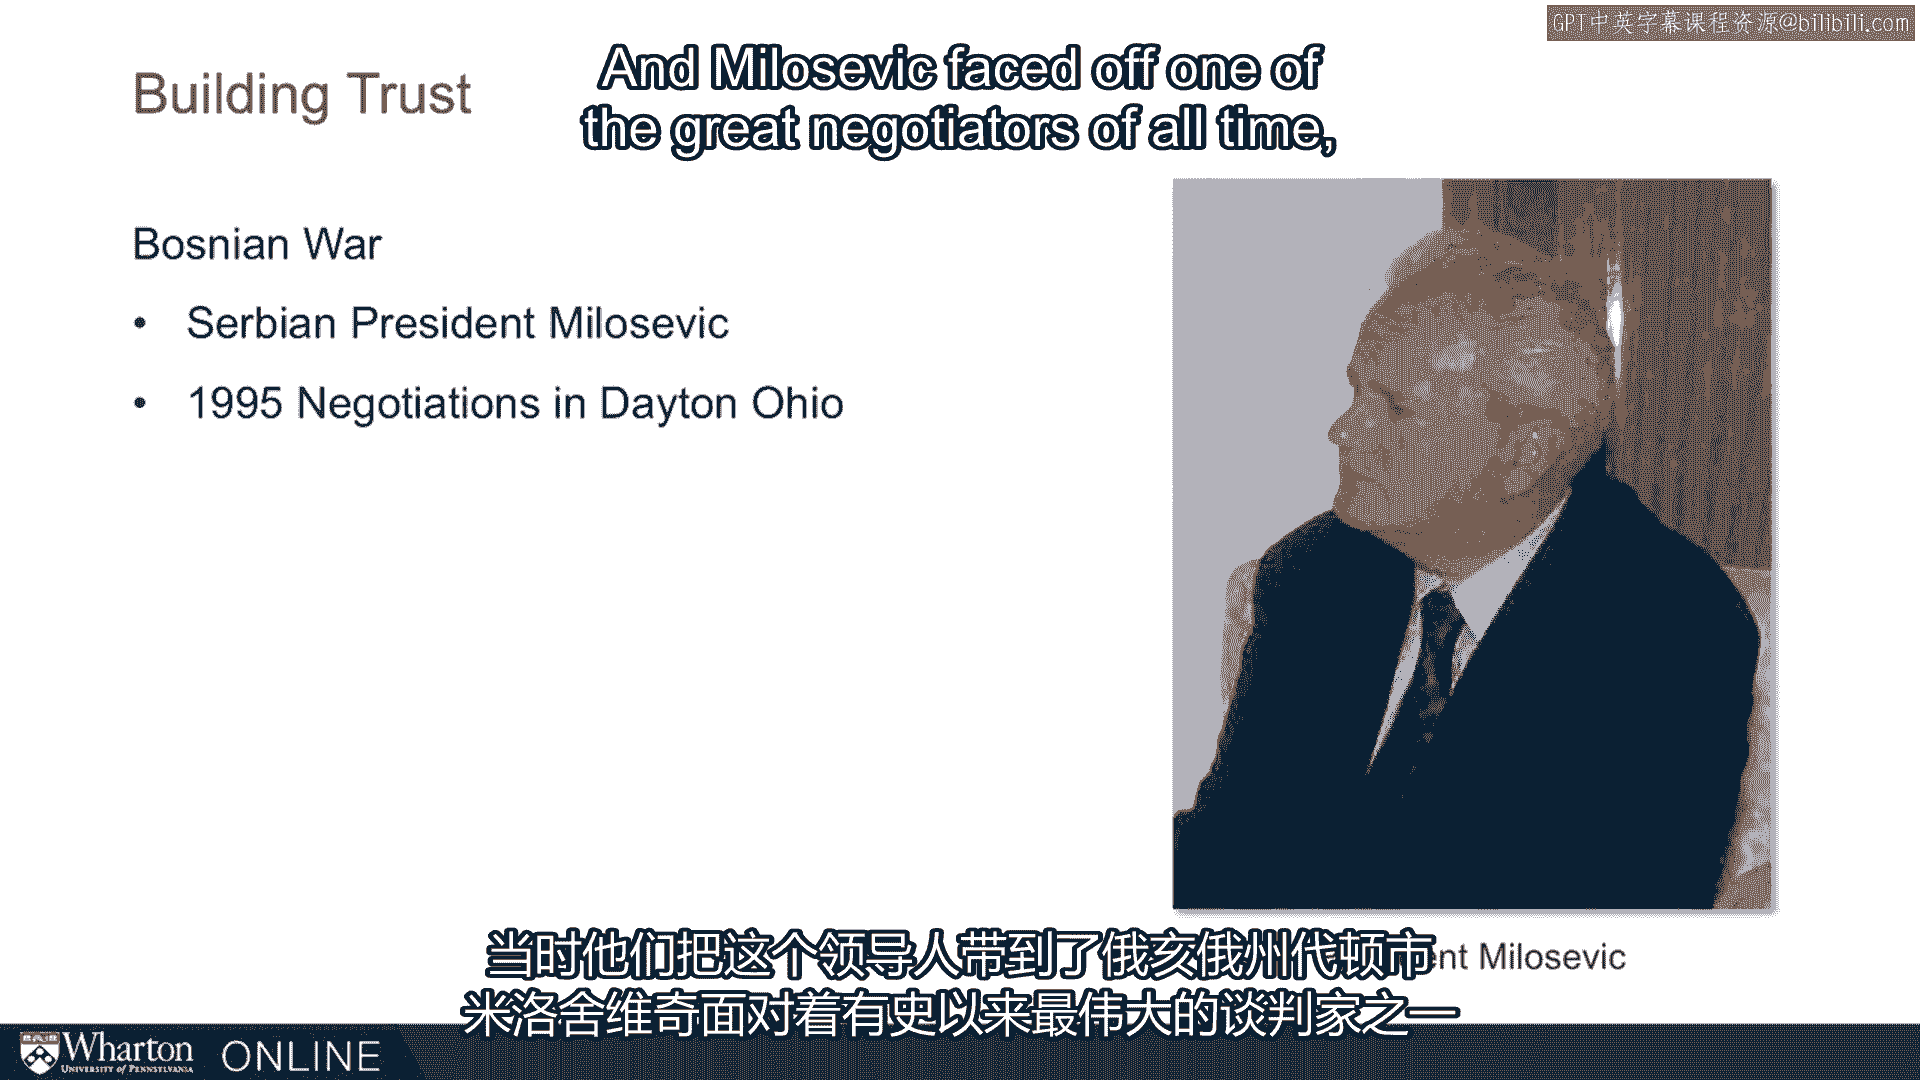 GPT中英字幕课程资源@bilibili.com
And Milosevic faced off one of
the great negotiators of all time,
Building Trust
Bosnian War
• Serbian President Milosevic
• 1995 Negotiations in Dayton Ohio
ent Milosevic
当时他们把这个领导人带到了俄亥俄州代顿市
米洛舍维奇面对着有史以来最伟大的谈判家之一
Wharton ONLINE
UNIVERSITY of PENNSYLVANIA